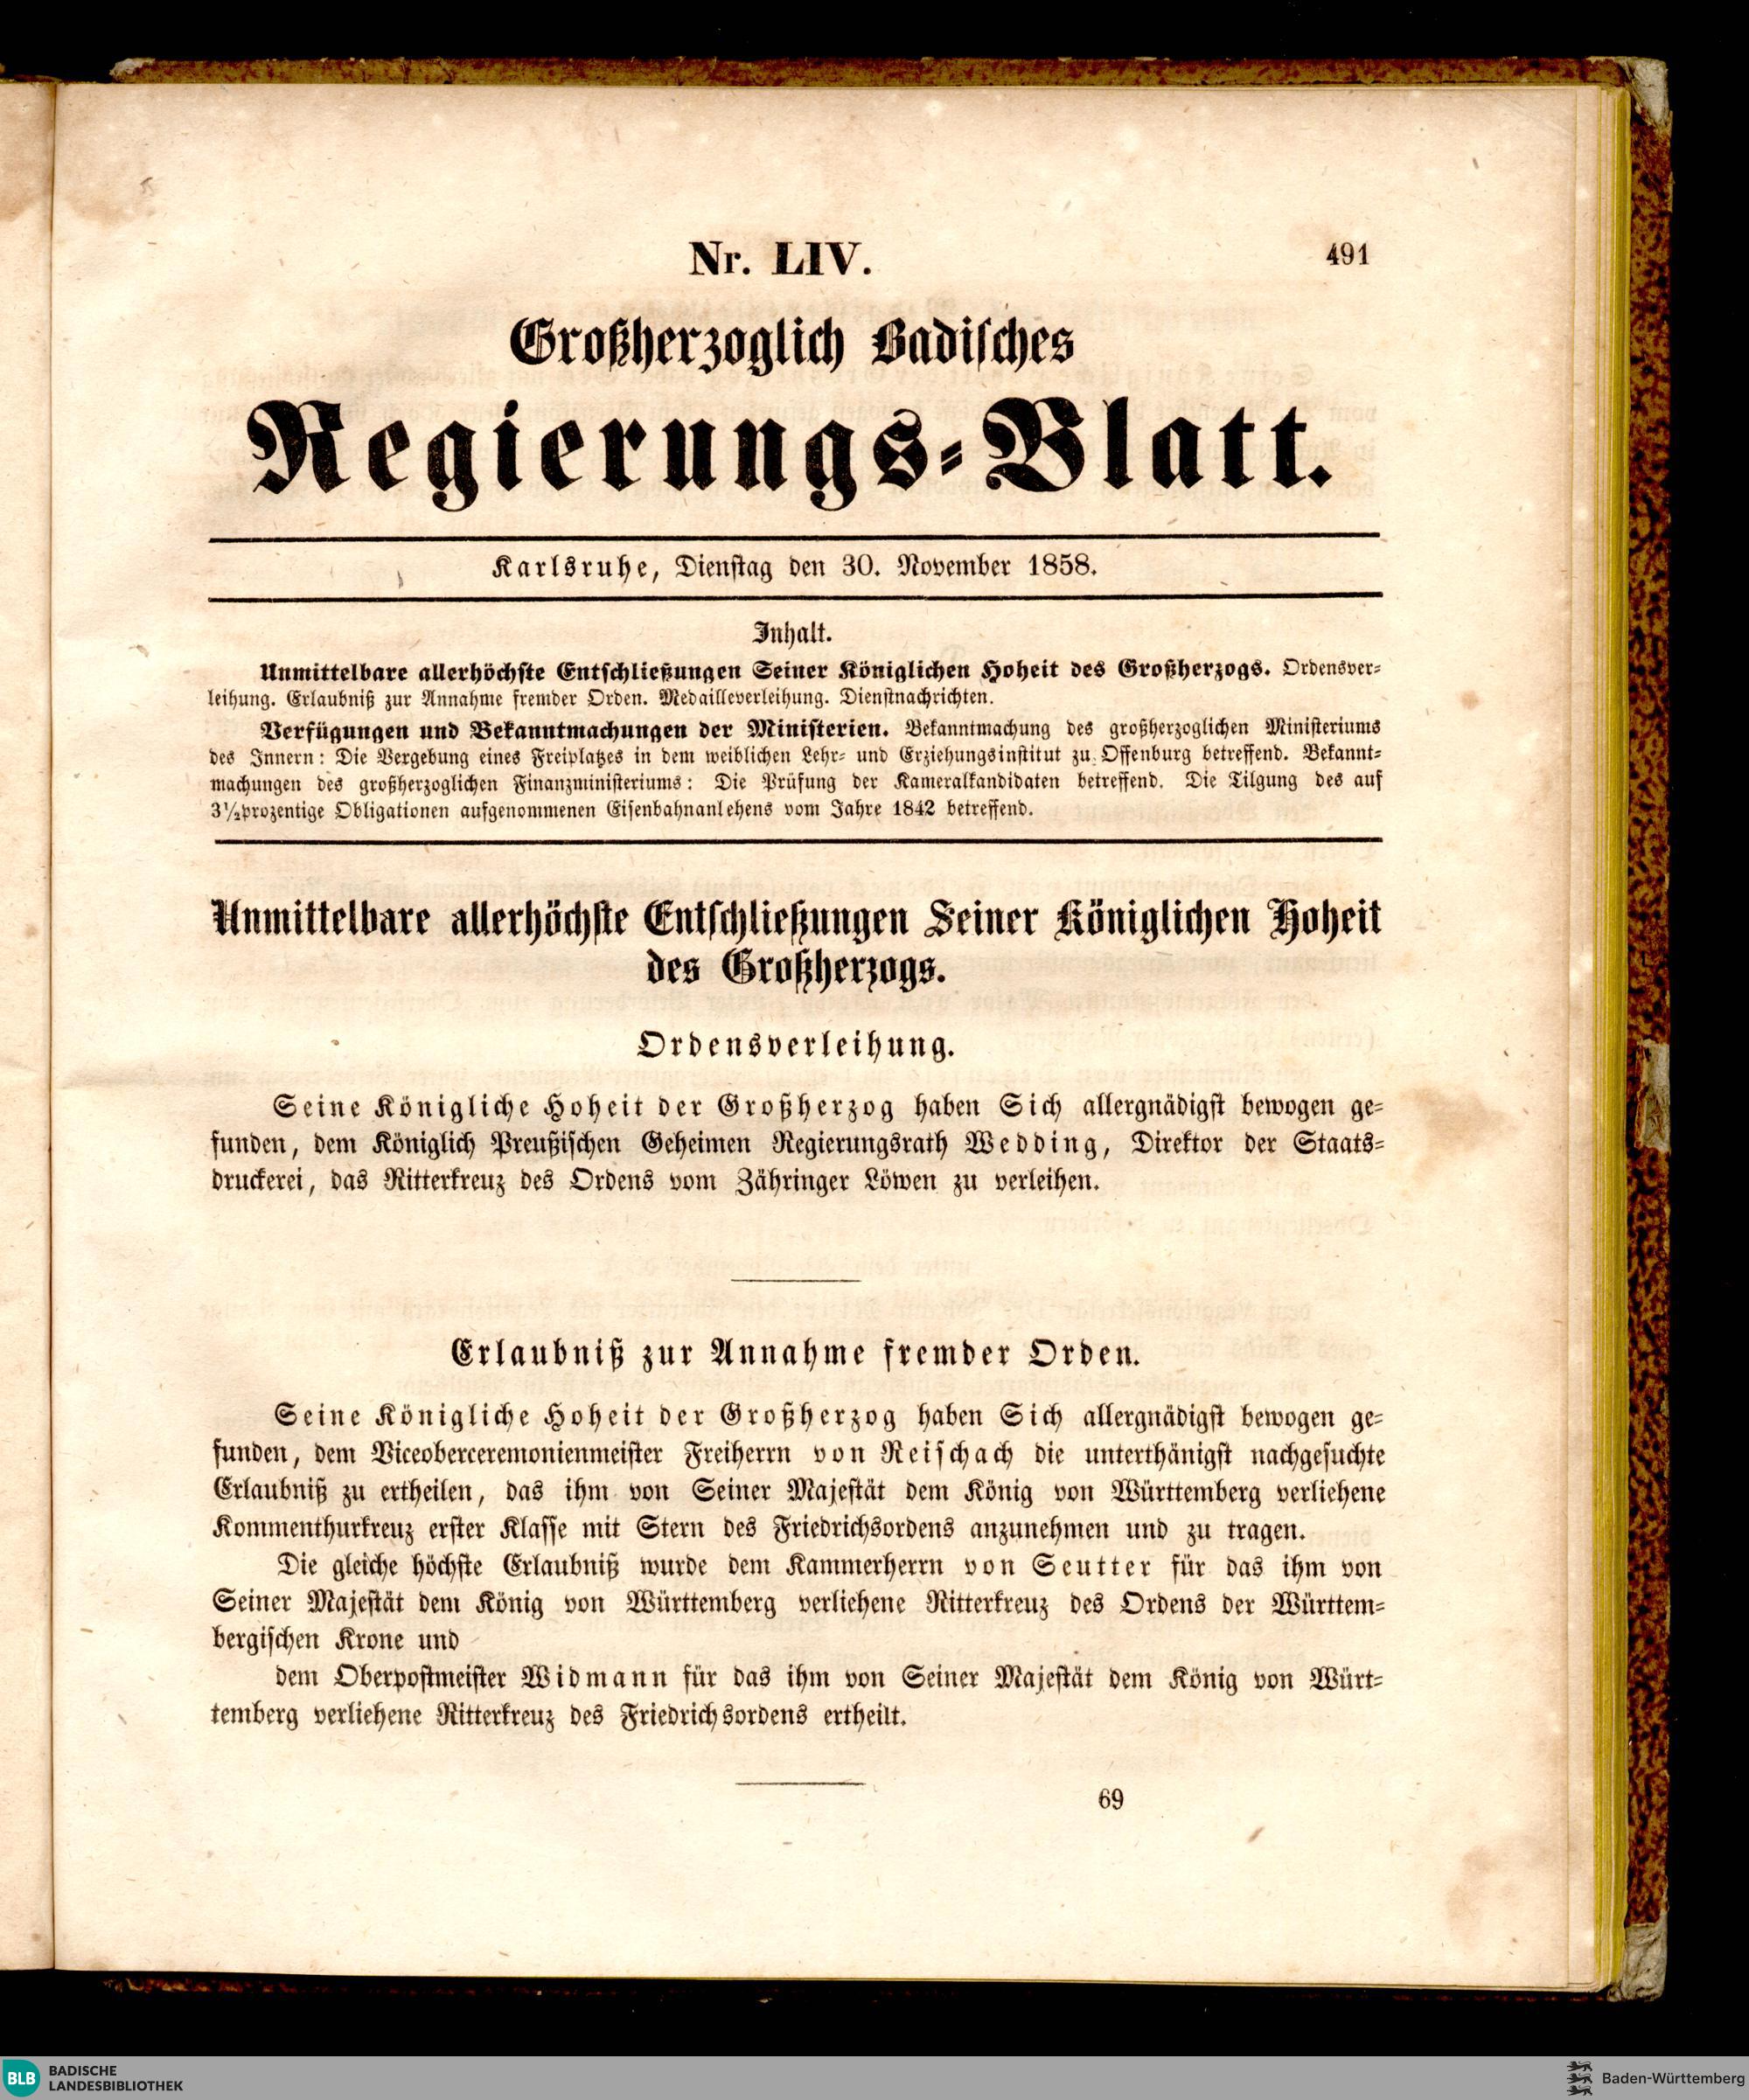 Nr. LIV.
491
Großherzoglich Badisches
Regierungs-Blatt.
Karlsruhe, Dienstag den 30. November 1858.
Inhalt.
Unmittelbare allerhöchste Entschließungen Seiner Königlichen Hoheit des Großherzogs. Ordensver-
leihung. Erlaubniß zur Annahme fremder Orden. Medailleverleihung. Dienstnachrichten.
Verfügungen und Bekanntmachungen der Ministerien. Bekanntmachung des großherzoglichen Ministeriums
des Innern: Die Vergebung eines Freiplatzes in dem weiblichen Lehr- und Erziehungsinstitut zu Offenburg betreffend. Bekannt-
machungen des großherzoglichen Finanzministeriums: Die Prüfung der Kameralkandidaten betreffend. Die Tilgung des auf
3½prozentige Obligationen aufgenommenen Eisenbahnanlehens vom Jahre 1842 betreffend.
Unmittelbare allerhöchste Entschließungen Seiner Königlichen Hoheit
des Großherzogs.
Ordensverleihung.
Seine Königliche Hoheit der Großherzog haben Sich allergnädigst bewogen ge-
funden, dem Königlich Preußischen Geheimen Regierungsrath Wedding, Direktor der Staats-
druckerei, das Ritterkreuz des Ordens vom Zähringer Löwen zu verleihen.
Erlaubniß zur Annahme fremder Orden.
Seine Königliche Hoheit der Großherzog haben Sich allergnädigst bewogen ge-
funden, dem Viceoberceremonienmeister Freiherrn von Reischach die unterthänigst nachgesuchte
Erlaubniß zu ertheilen, das ihm von Seiner Majestät dem König von Württemberg verliehene
Kommenthurkreuz erster Klasse mit Stern des Friedrichsordens anzunehmen und zu tragen.
Die gleiche höchste Erlaubniß wurde dem Kammerherrn von Seutter für das ihm von
Seiner Majestät dem König von Württemberg verliehene Ritterkreuz des Ordens der Württem-
bergischen Krone und
dem Oberpostmeister Widmann für das ihm von Seiner Majestät dem König von Würt-
temberg verliehene Ritterkreuz des Friedrichsordens ertheilt.
69
BLB BADISCHE
LANDESBIBLIOTHEK
Baden-Württemberg